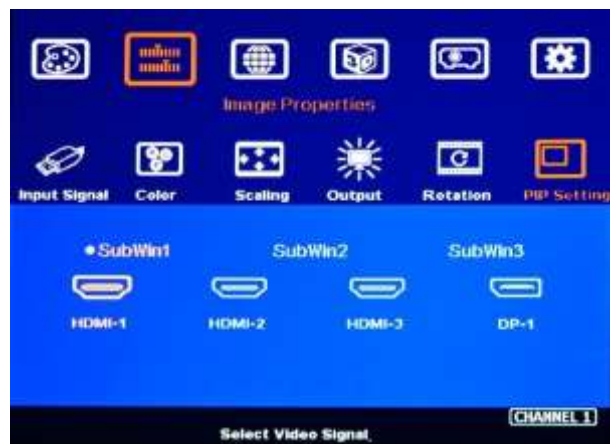 Image Properties
Input Signal Color Scaling Output Rotation PIP Setting
SubWin1 SubWin2 SubWin3
HDMI-1 HDMI-2 HDMI-3 DP-1
CHANNEL 1
Select Video Signal